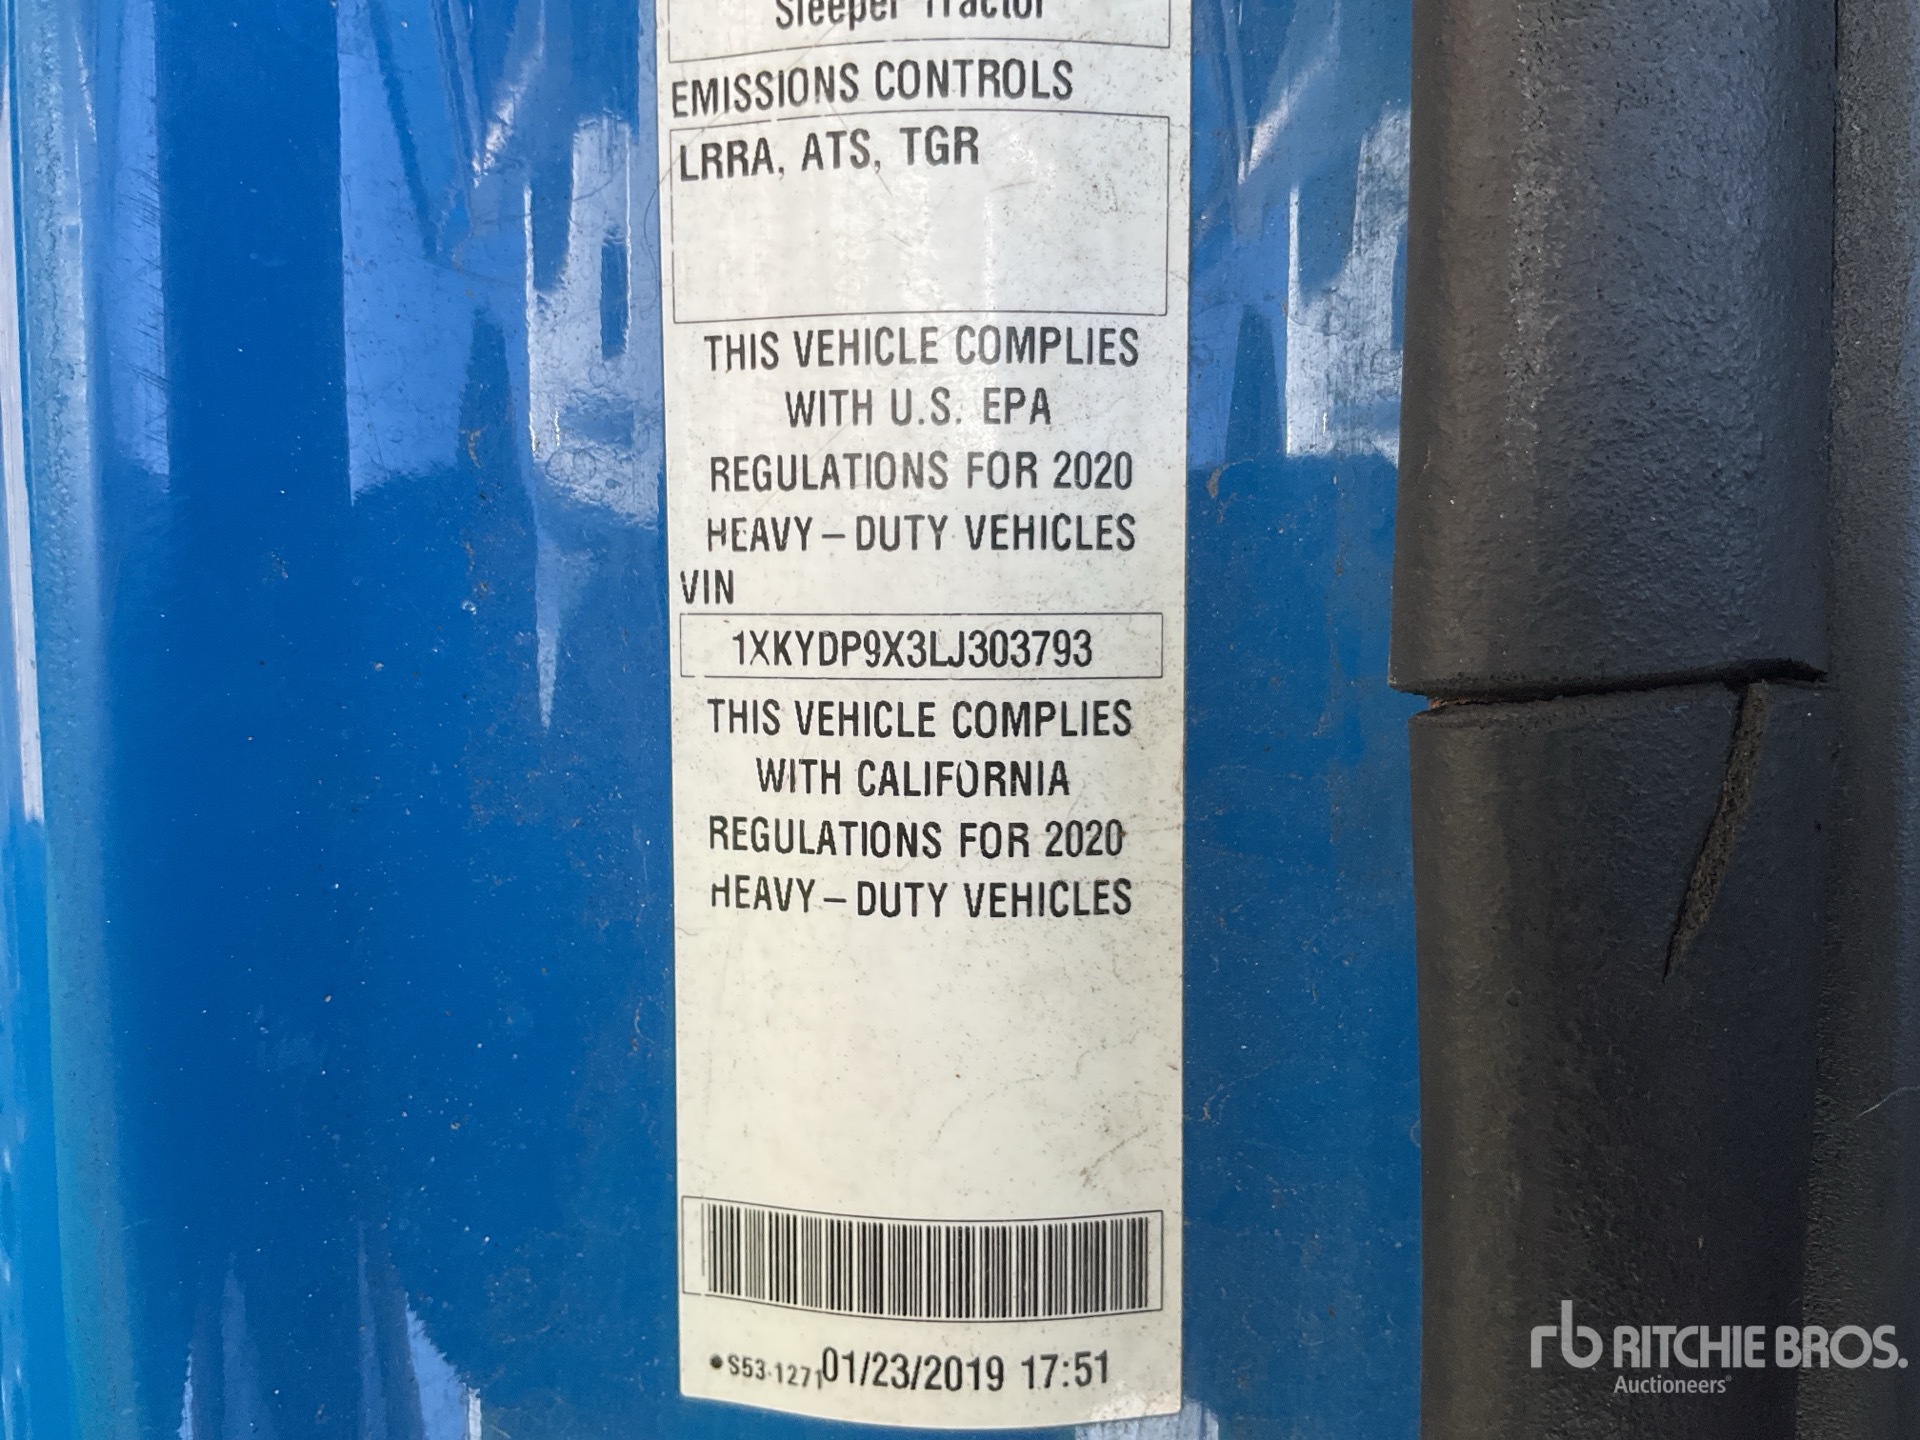 Sleeper Tractor
EMISSIONS CONTROLS
LRRA, ATS, TGR
THIS VEHICLE COMPLIES
WITH U.S. EPA
REGULATIONS FOR 2020
HEAVY – DUTY VEHICLES
VIN
1XKYDP9X3LJ303793
THIS VEHICLE COMPLIES
WITH CALIFORNIA
REGULATIONS FOR 2020
HEAVY – DUTY VEHICLES
•S53-1271 01/23/2019 17:51
rb RITCHIE BROS.
Auctioneers